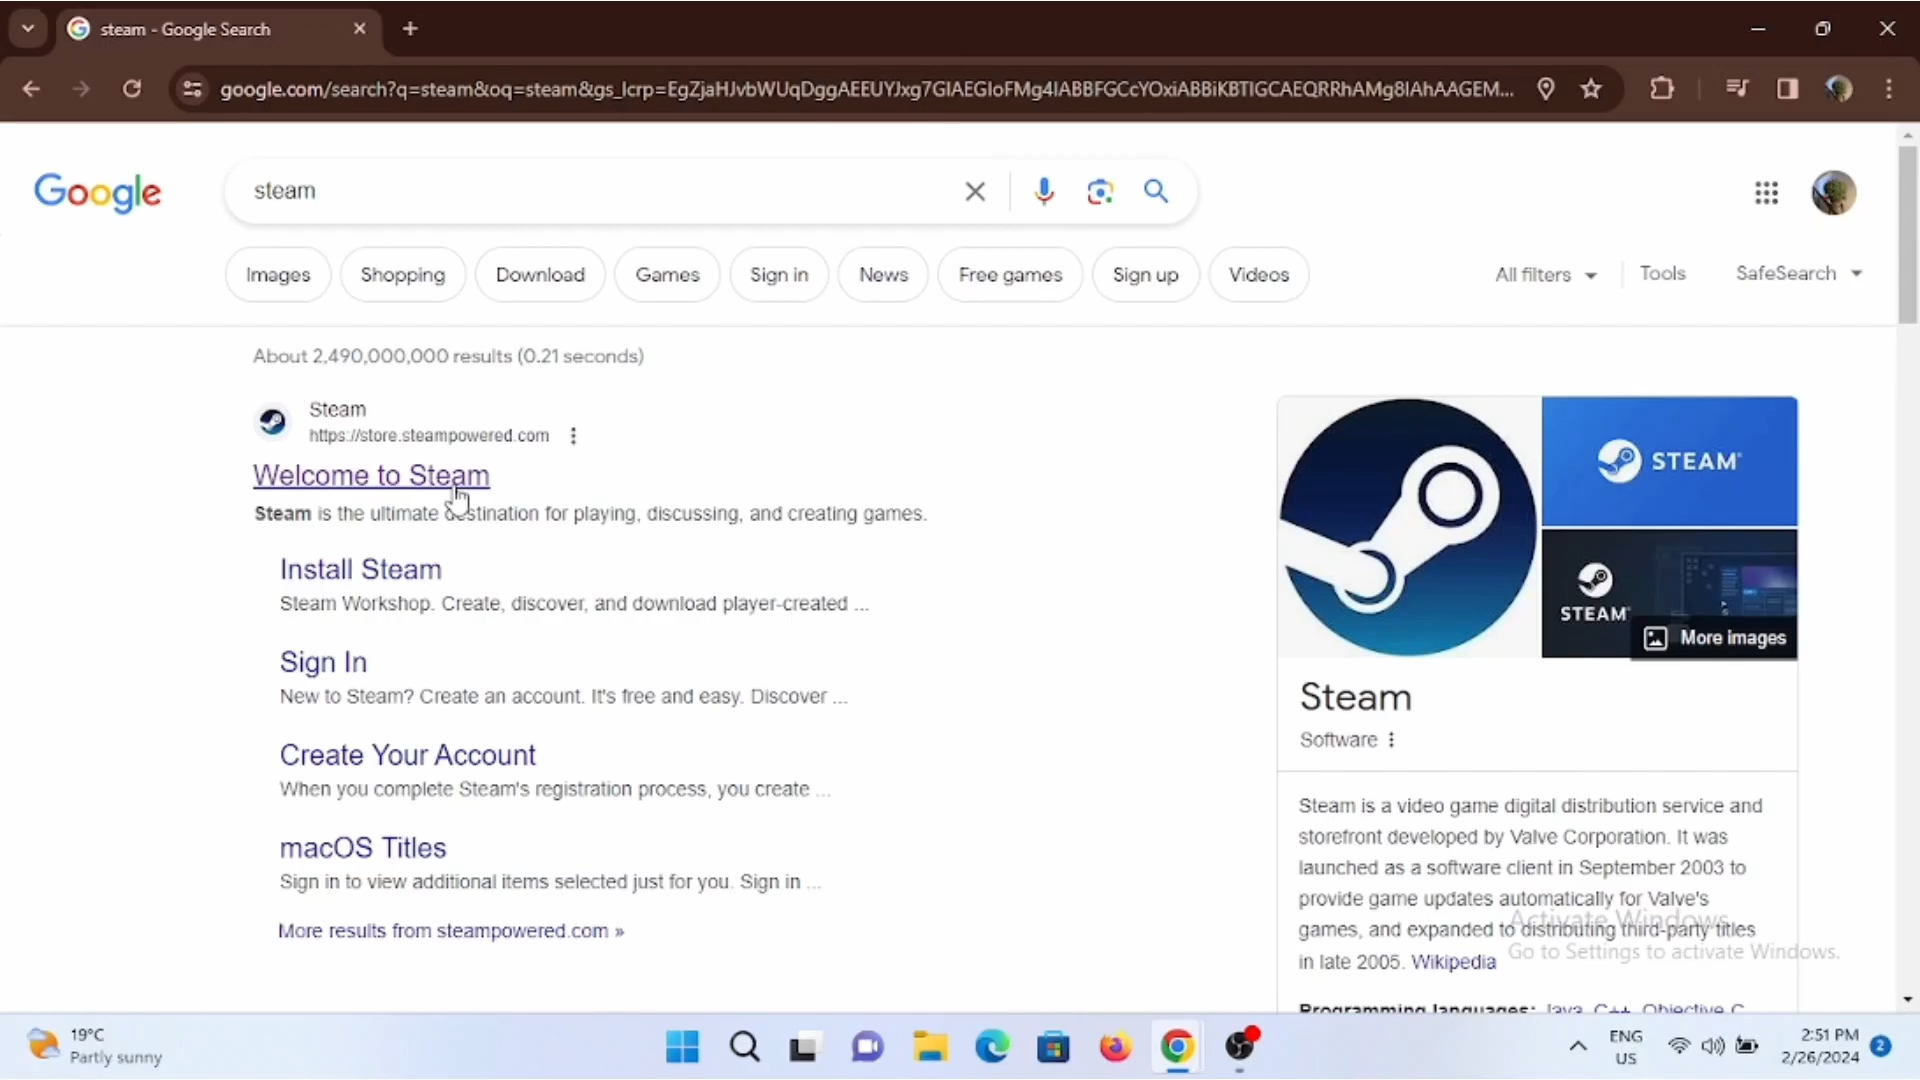 steam - Google Search
google.com/search?q=steam&oq=steam&gs_lcrp=EgZjaHJvbWUqDggAEEUYJxg7GIAEGIoFMg4IABBFGCcYOxiABBiKBTIGCAEQRRhAMg8IAhAAGEM...
Google
steam
Images
Shopping
Download
Games
Sign in
News
Free games
Sign up
Videos
All filters
Tools
SafeSearch
About 2,490,000,000 results (0.21 seconds)
Steam
https://store.steampowered.com
Welcome to Steam
Steam is the ultimate destination for playing, discussing, and creating games.
Install Steam
Steam Workshop. Create, discover, and download player-created ...
Sign In
New to Steam? Create an account. It's free and easy. Discover ...
Create Your Account
When you complete Steam's registration process, you create ...
macOS Titles
Sign in to view additional items selected just for you. Sign in ...
More results from steampowered.com »
STEAM®
STEAM
More images
Steam
Software
Steam is a video game digital distribution service and
storefront developed by Valve Corporation. It was
launched as a software client in September 2003 to
provide game updates automatically for Valve's
games, and expanded to distributing third-party titles
in late 2005. Wikipedia
Programming languages: Java, C++, Objective-C
Activate Windows
Go to Settings to activate Windows.
19°C
Partly sunny
ENG
US
2:51 PM
2/26/2024
2